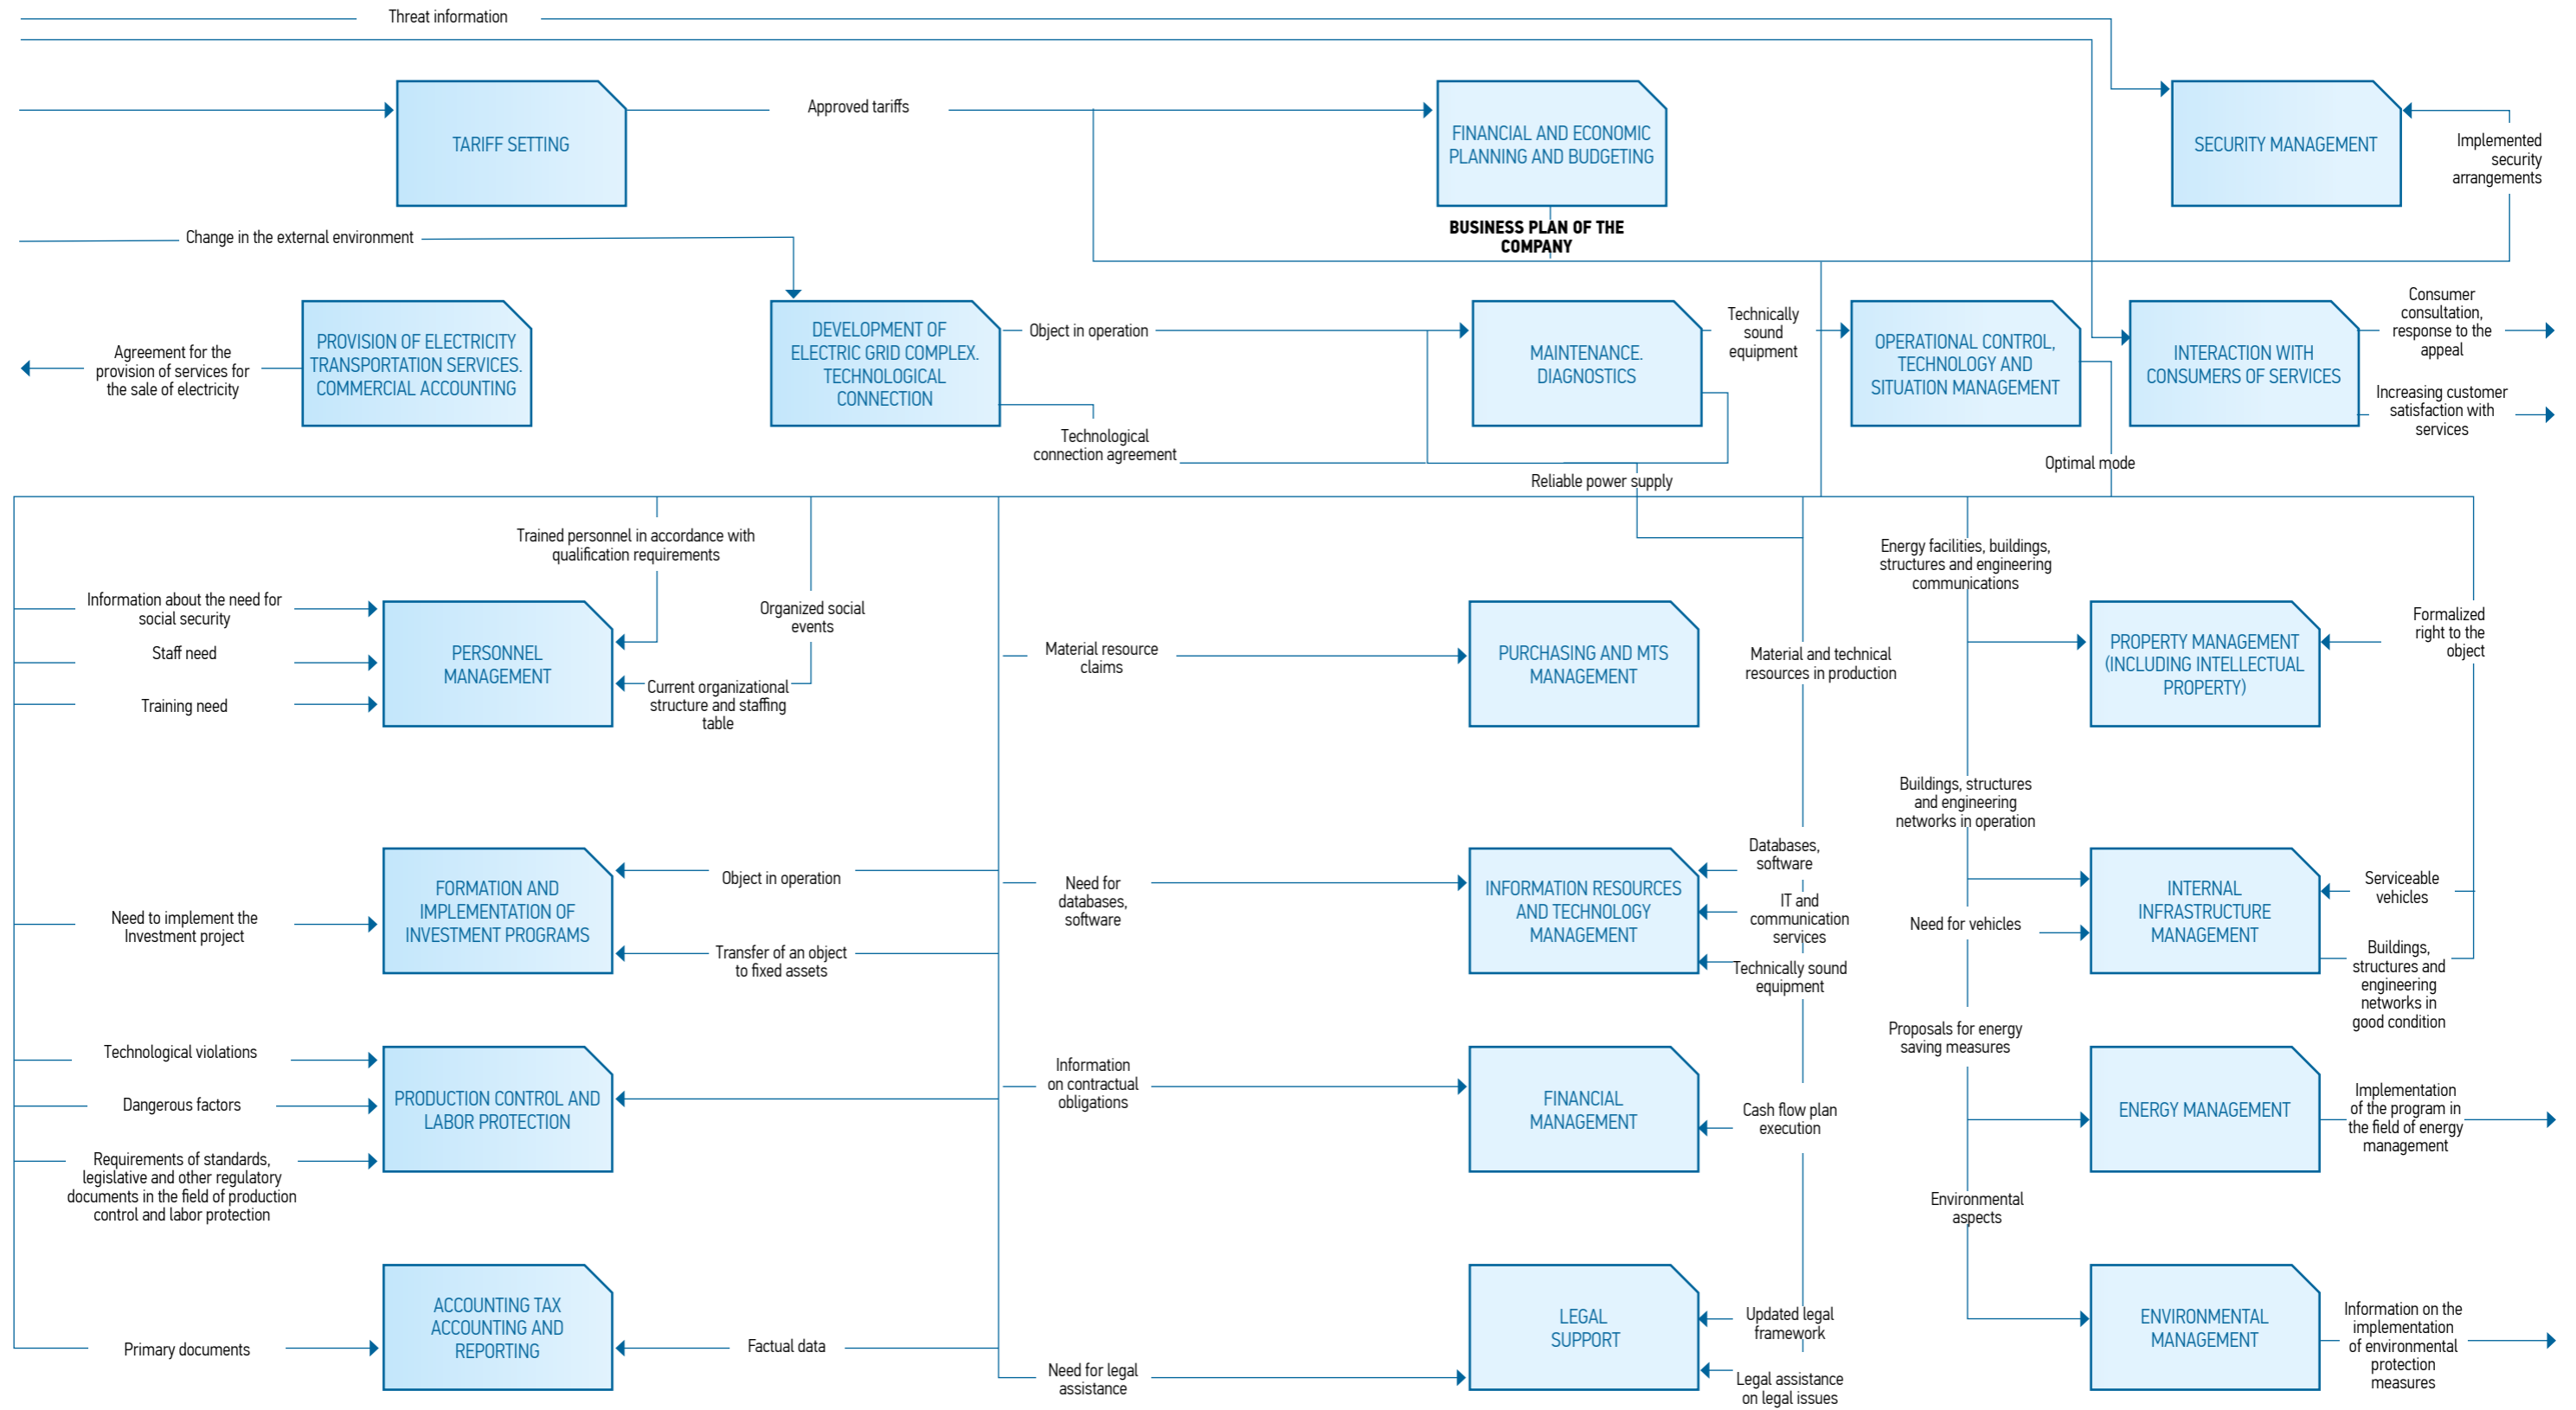 Threat information
TARIFF SETTING
Approved tariffs
FINANCIAL AND ECONOMIC
PLANNING AND BUDGETING
SECURITY MANAGEMENT
Implemented
security
arrangements
BUSINESS PLAN OF THE
COMPANY
Change in the external environment
Agreement for the
provision of services for
the sale of electricity
PROVISION OF ELECTRICITY
TRANSPORTATION SERVICES.
COMMERCIAL ACCOUNTING
DEVELOPMENT OF
ELECTRIC GRID COMPLEX.
TECHNOLOGICAL
CONNECTION
Object in operation
Technological
connection agreement
MAINTENANCE.
DIAGNOSTICS
Technically
sound
equipment
OPERATIONAL CONTROL,
TECHNOLOGY AND
SITUATION MANAGEMENT
INTERACTION WITH
CONSUMERS OF SERVICES
Consumer
consultation,
response to the
appeal
Increasing customer
satisfaction with
services
Optimal mode
Reliable power supply
Trained personnel in accordance with
qualification requirements
Organized social
events
Information about the need for
social security
Staff need
Training need
PERSONNEL
MANAGEMENT
Current organizational
structure and staffing
table
Material resource
claims
PURCHASING AND MTS
MANAGEMENT
Material and technical
resources in production
Energy facilities, buildings,
structures and engineering
communications
PROPERTY MANAGEMENT
(INCLUDING INTELLECTUAL
PROPERTY)
Formalized
right to the
object
Need to implement the
Investment project
FORMATION AND
IMPLEMENTATION OF
INVESTMENT PROGRAMS
Object in operation
Transfer of an object
to fixed assets
Need for
databases,
software
INFORMATION RESOURCES
AND TECHNOLOGY
MANAGEMENT
Databases,
software
IT and
communication
services
Technically sound
equipment
Buildings, structures
and engineering
networks in operation
Need for vehicles
INTERNAL
INFRASTRUCTURE
MANAGEMENT
Serviceable
vehicles
Buildings,
structures and
engineering
networks in
good condition
Technological violations
Dangerous factors
Requirements of standards,
legislative and other regulatory
documents in the field of production
control and labor protection
PRODUCTION CONTROL AND
LABOR PROTECTION
Information
on contractual
obligations
FINANCIAL
MANAGEMENT
Cash flow plan
execution
Proposals for energy
saving measures
ENERGY MANAGEMENT
Implementation
of the program in
the field of energy
management
Environmental
aspects
Primary documents
ACCOUNTING TAX
ACCOUNTING AND
REPORTING
Factual data
Need for legal
assistance
LEGAL
SUPPORT
Updated legal
framework
Legal assistance
on legal issues
ENVIRONMENTAL
MANAGEMENT
Information on the
implementation
of environmental
protection
measures